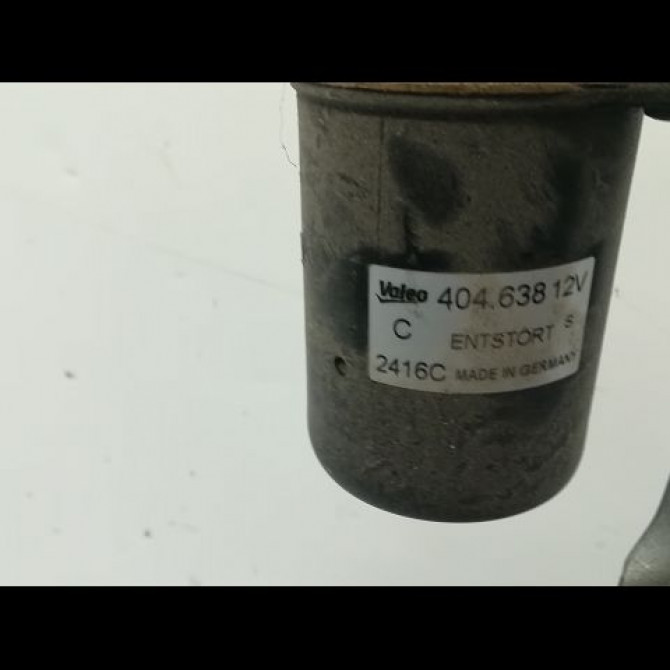 Valeo 404.638 12V
C ENTSTÖRT S
2416C MADE IN GERMANY